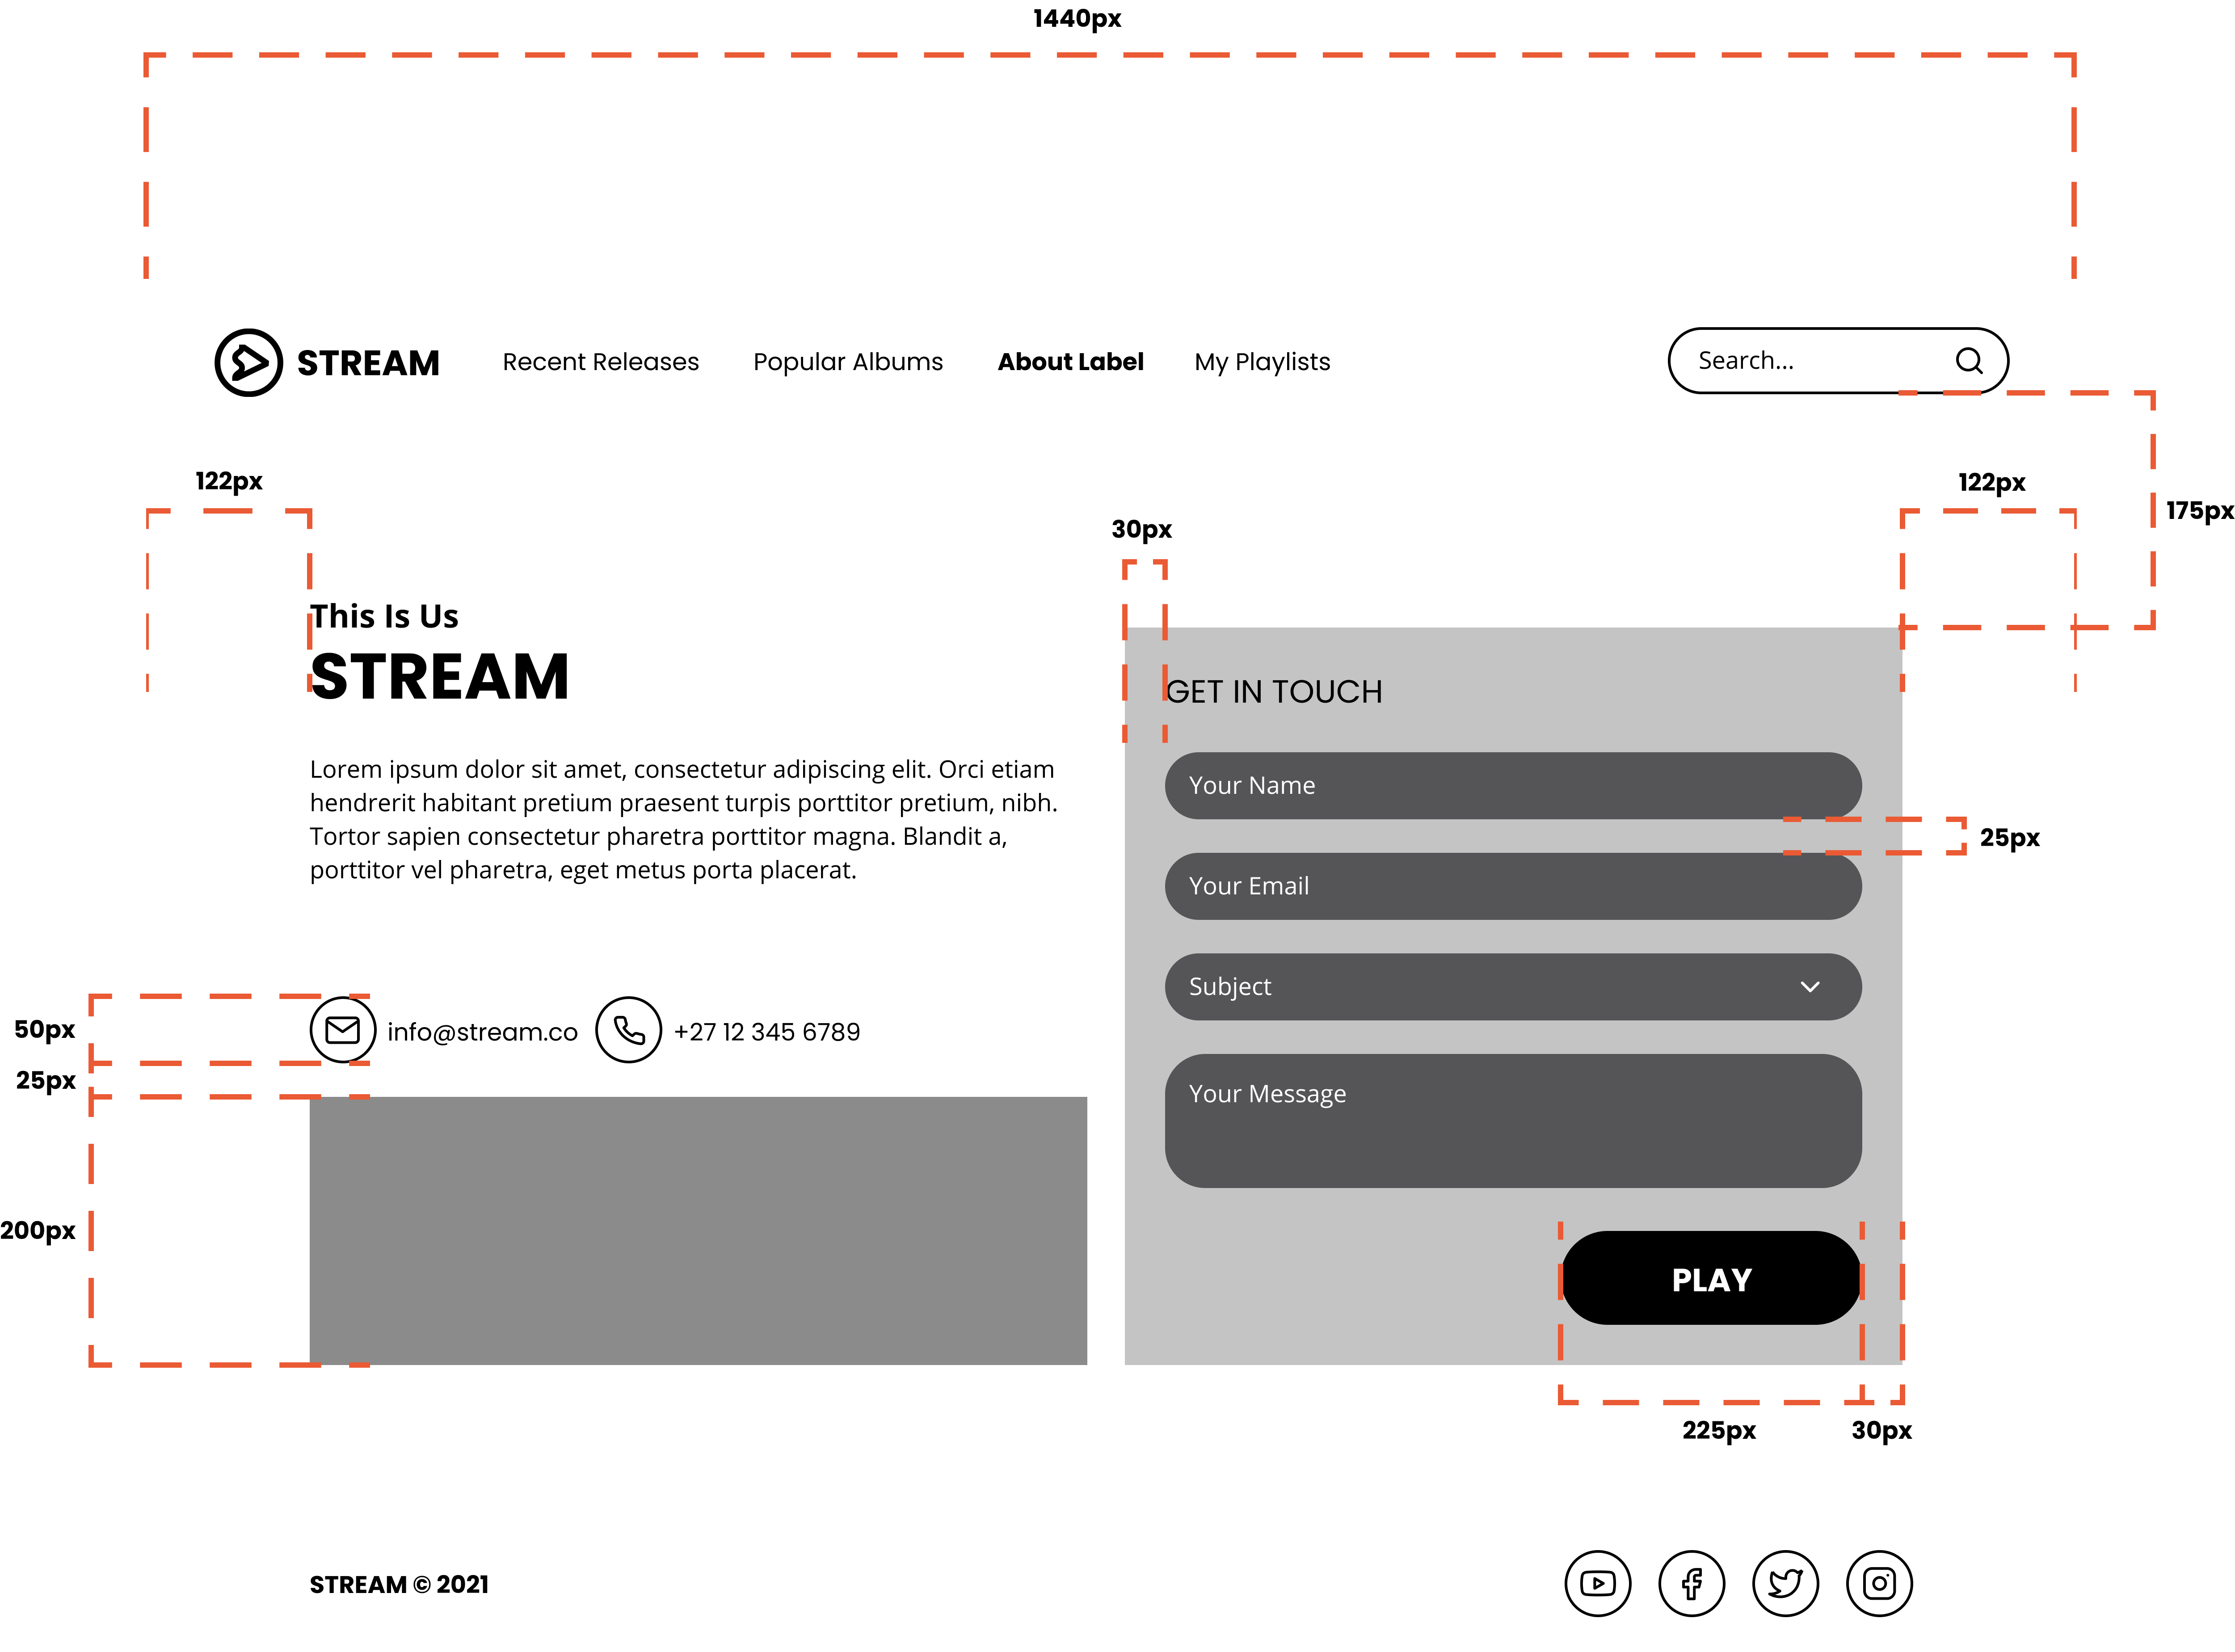 1440px
STREAM
Recent Releases
Popular Albums
About Label
My Playlists
Search...
122px
122px
175px
30px
This Is Us
STREAM
GET IN TOUCH
Lorem ipsum dolor sit amet, consectetur adipiscing elit. Orci etiam
hendrerit habitant pretium praesent turpis porttitor pretium, nibh.
Tortor sapien consectetur pharetra porttitor magna. Blandit a,
porttitor vel pharetra, eget metus porta placerat.
Your Name
25px
Your Email
Subject
50px
info@stream.co
+27 12 345 6789
25px
Your Message
200px
PLAY
225px
30px
STREAM © 2021